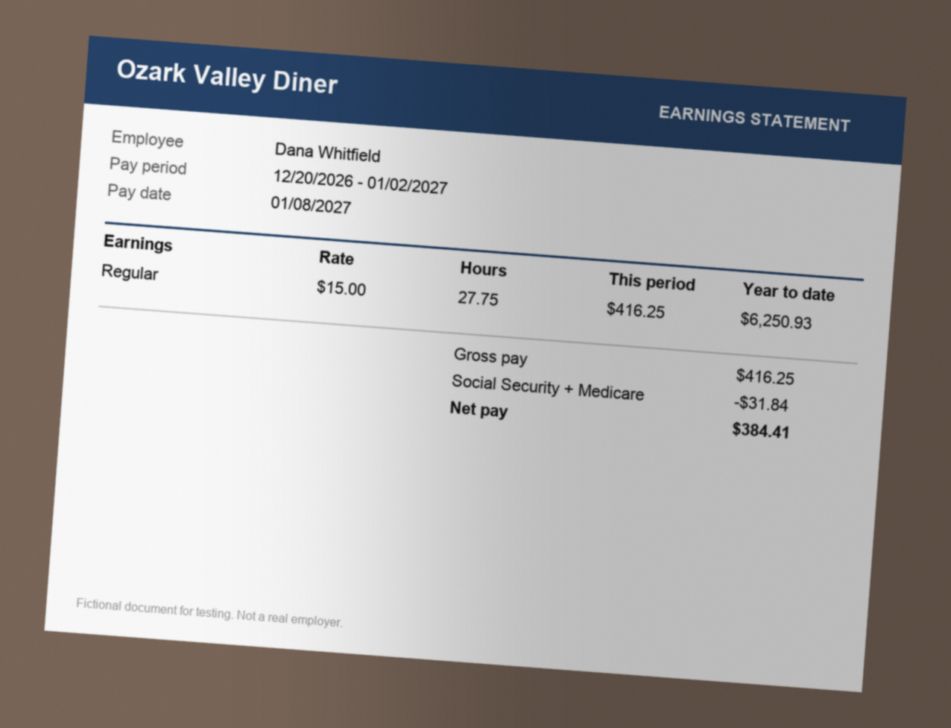 Ozark Valley Diner
EARNINGS STATEMENT
Employee Dana Whitfield
Pay period 12/20/2026 - 01/02/2027
Pay date 01/08/2027
Earnings Rate Hours This period Year to date
Regular $15.00 27.75 $416.25 $6,250.93
Gross pay $416.25
Social Security + Medicare -$31.84
Net pay $384.41
Fictional document for testing. Not a real employer.